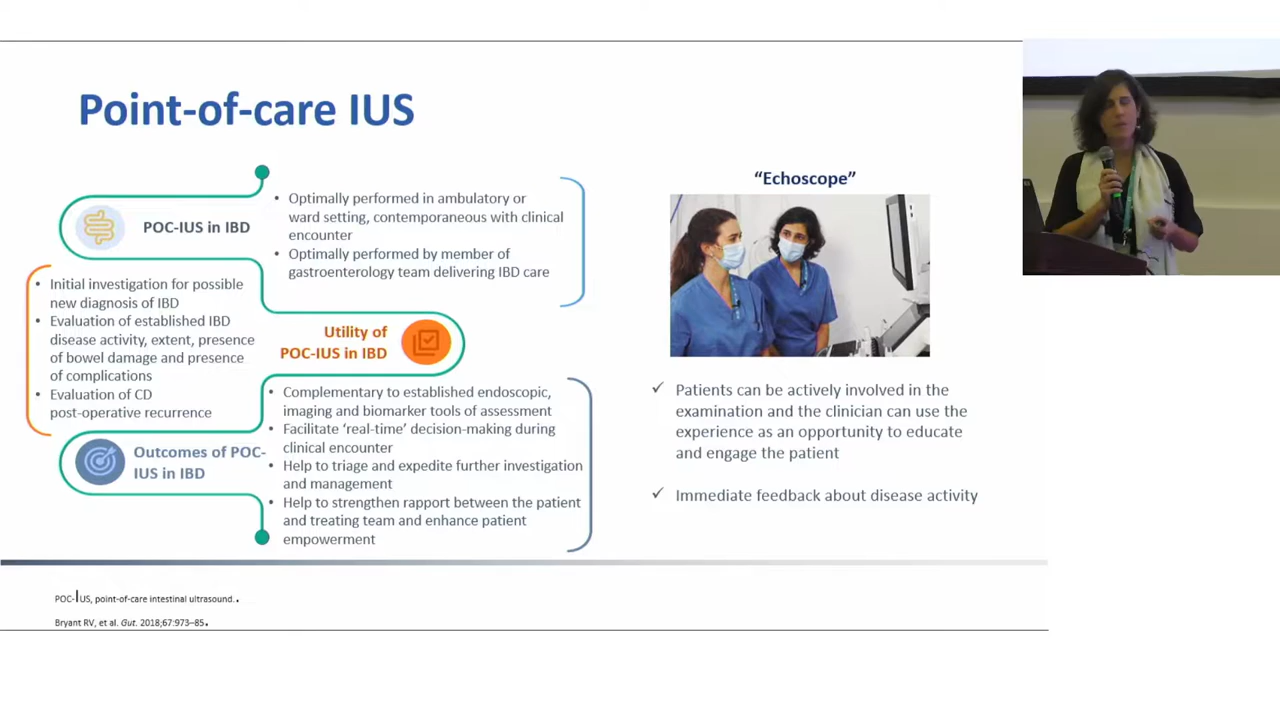 Point-of-care IUS
POC-IUS in IBD
• Optimally performed in ambulatory or
ward setting, contemporaneous with clinical
encounter
• Optimally performed by member of
gastroenterology team delivering IBD care
• Initial investigation for possible
new diagnosis of IBD
• Evaluation of established IBD
disease activity, extent, presence
of bowel damage and presence
of complications
• Evaluation of CD
post-operative recurrence
Utility of
POC-IUS in IBD
Outcomes of POC-
IUS in IBD
• Complementary to established endoscopic,
imaging and biomarker tools of assessment
• Facilitate ‘real-time’ decision-making during
clinical encounter
• Help to triage and expedite further investigation
and management
• Help to strengthen rapport between the patient
and treating team and enhance patient
empowerment
“Echoscope”
✓ Patients can be actively involved in the
examination and the clinician can use the
experience as an opportunity to educate
and engage the patient
✓ Immediate feedback about disease activity
POC-IUS, point-of-care intestinal ultrasound..
Bryant RV, et al. Gut. 2018;67:973–85.